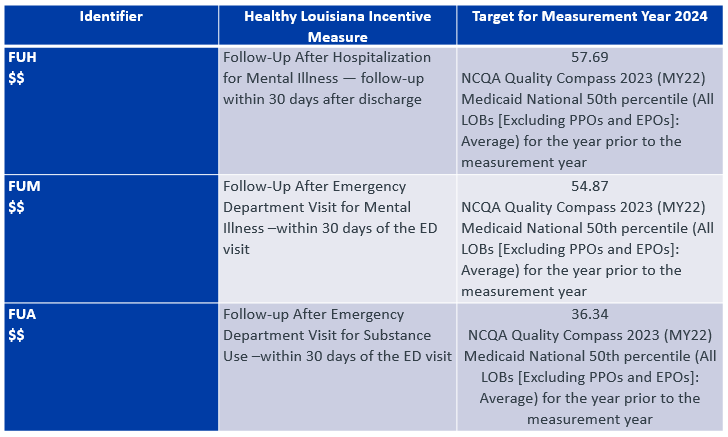 Identifier
Healthy Louisiana Incentive
Measure
Target for Measurement Year 2024
FUH
$$
Follow-Up After Hospitalization
for Mental Illness — follow-up
within 30 days after discharge
57.69
NCQA Quality Compass 2023 (MY22)
Medicaid National 50th percentile (All
LOBs [Excluding PPOs and EPOs]:
Average) for the year prior to the
measurement year
FUM
$$
Follow-Up After Emergency
Department Visit for Mental
Illness –within 30 days of the ED
visit
54.87
NCQA Quality Compass 2023 (MY22)
Medicaid National 50th percentile (All
LOBs [Excluding PPOs and EPOs]:
Average) for the year prior to the
measurement year
FUA
$$
Follow-up After Emergency
Department Visit for Substance
Use –within 30 days of the ED visit
36.34
NCQA Quality Compass 2023 (MY22)
Medicaid National 50th percentile (All
LOBs [Excluding PPOs and EPOs]:
Average) for the year prior to the
measurement year